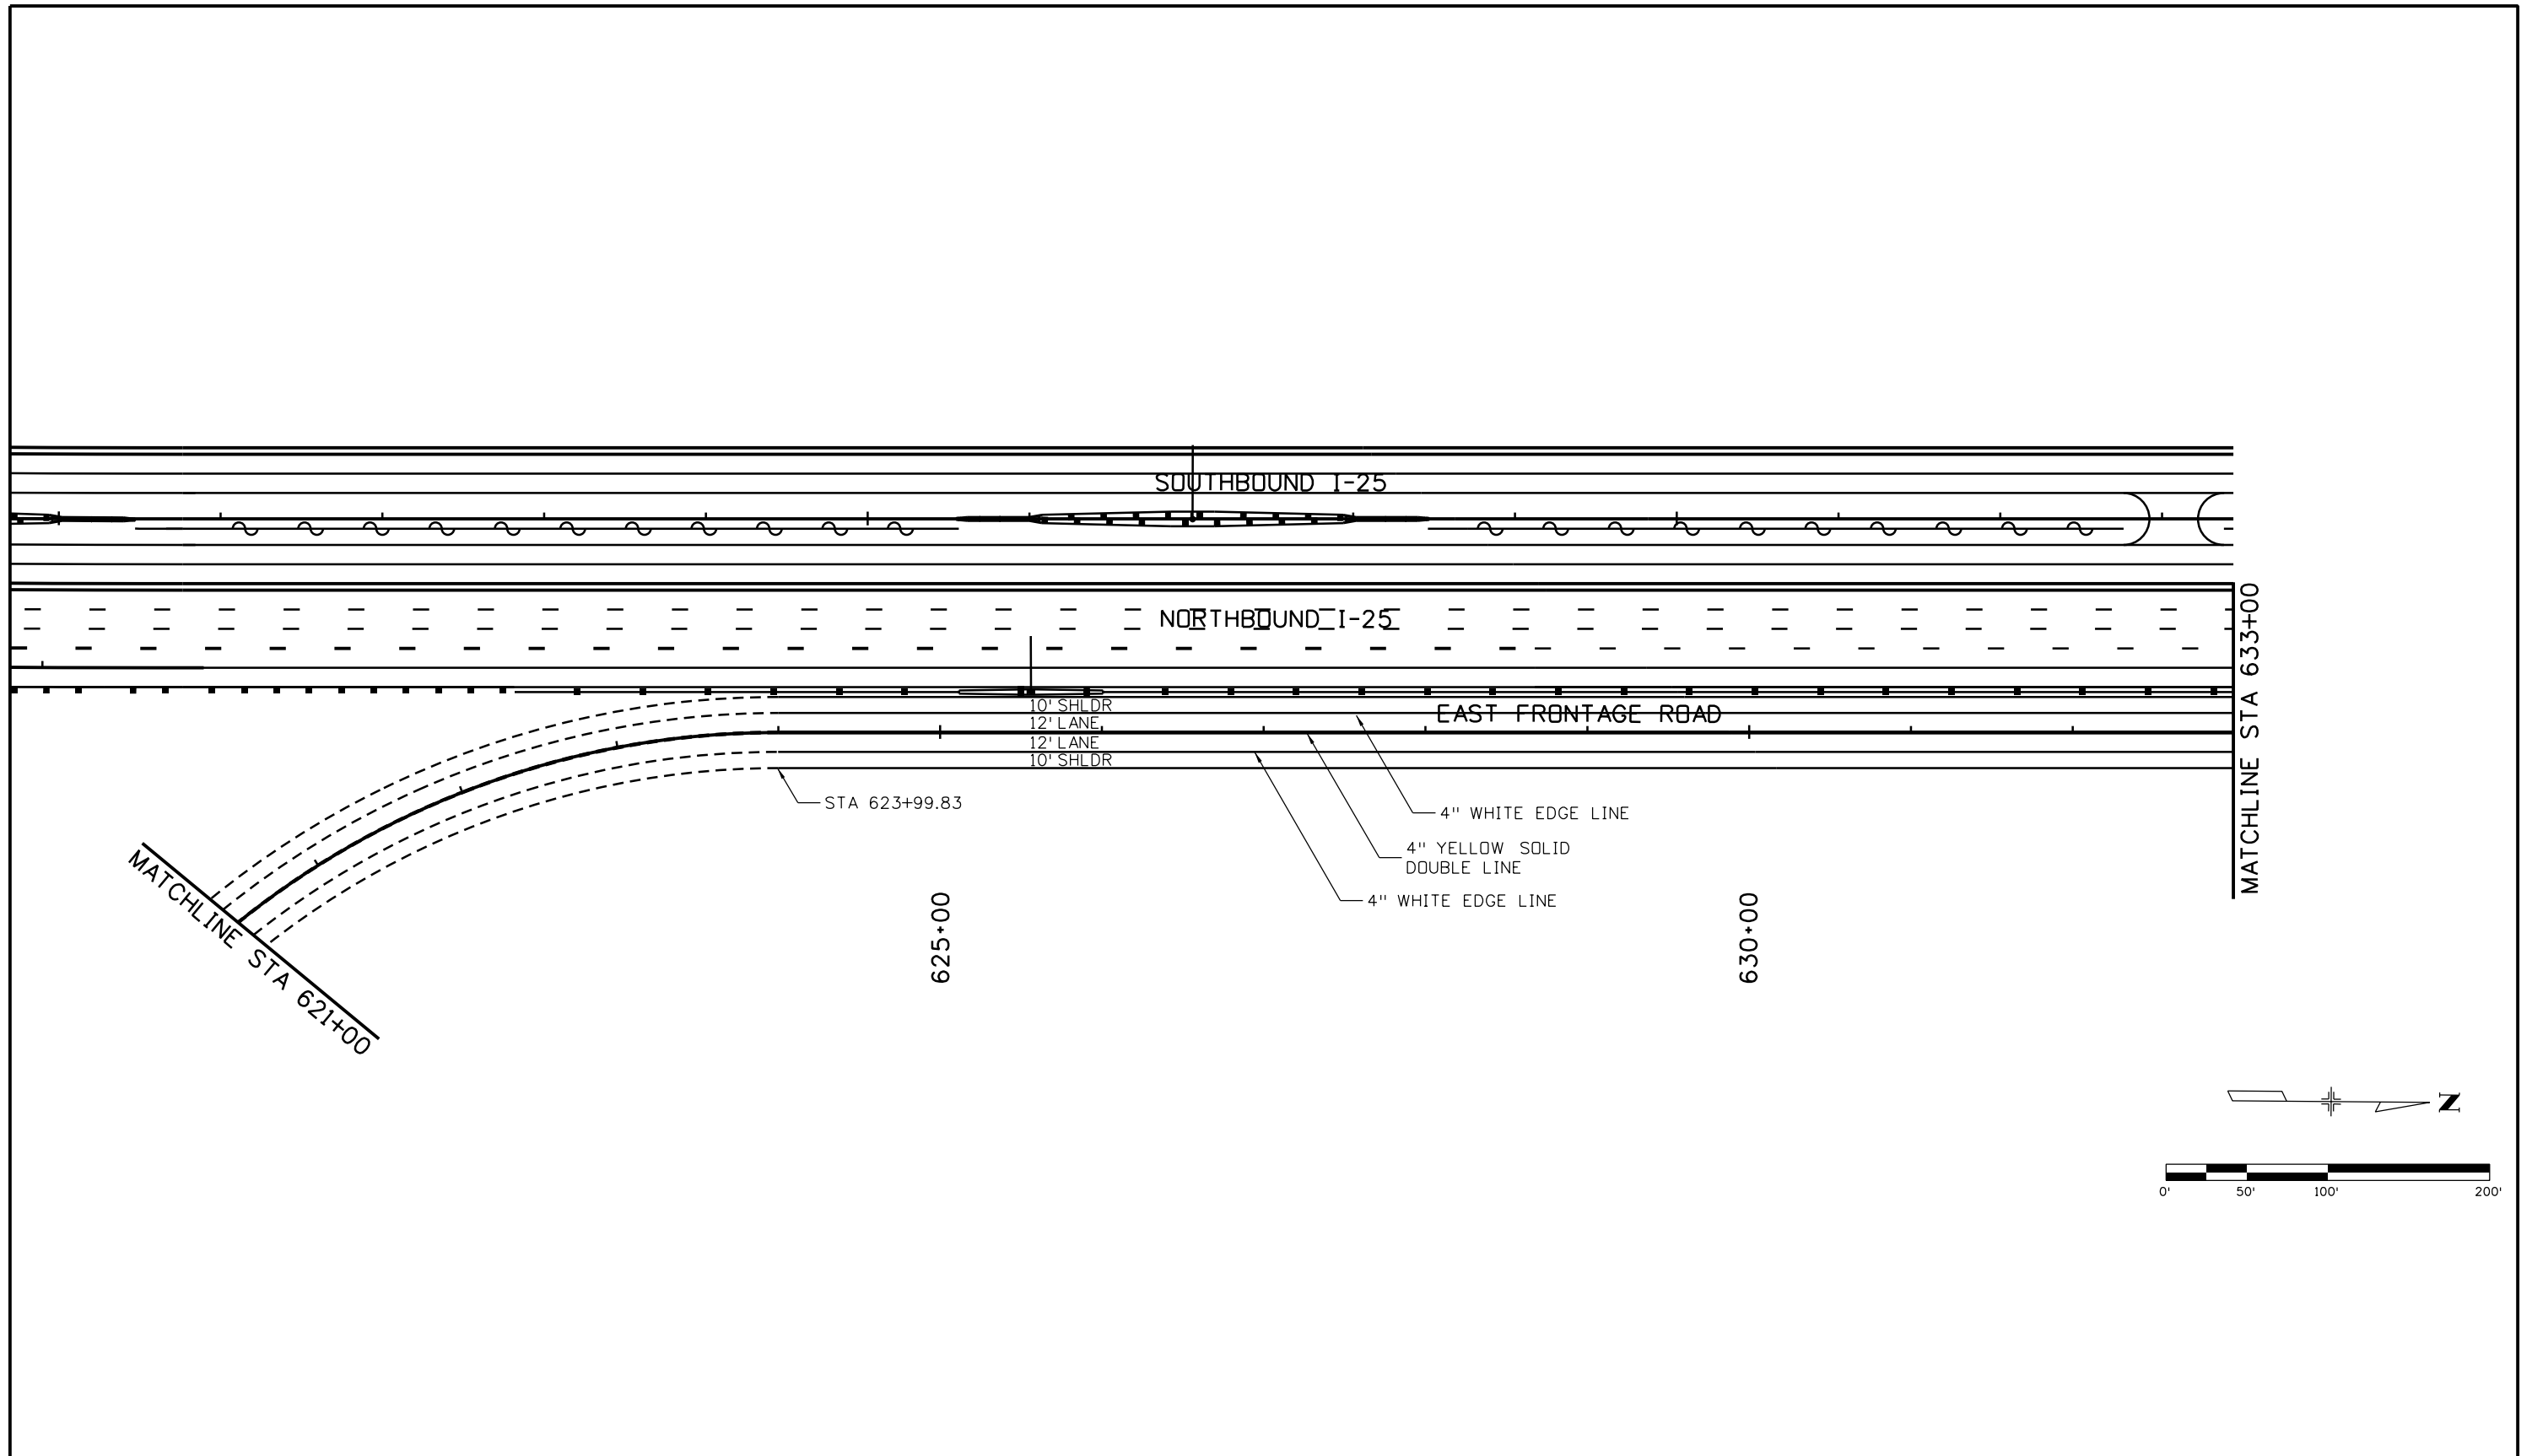 SOUTHBOUND I-25
NORTHBOUND I-25
MATCHLINE STA 633+00
10' SHLDR
12' LANE
EAST FRONTAGE ROAD
12' LANE
10' SHLDR
STA 623+99.83
4" WHITE EDGE LINE
4" YELLOW SOLID
DOUBLE LINE
4" WHITE EDGE LINE
MATCHLINE STA 621+00
625+00
630+00
N
0' 50' 100' 200'